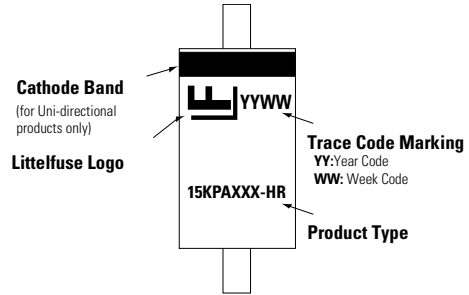 Cathode Band
(for Uni-directional
products only)
Littelfuse Logo
YYWW
Trace Code Marking
YY:Year Code
WW: Week Code
15KPAXXX-HR
Product Type